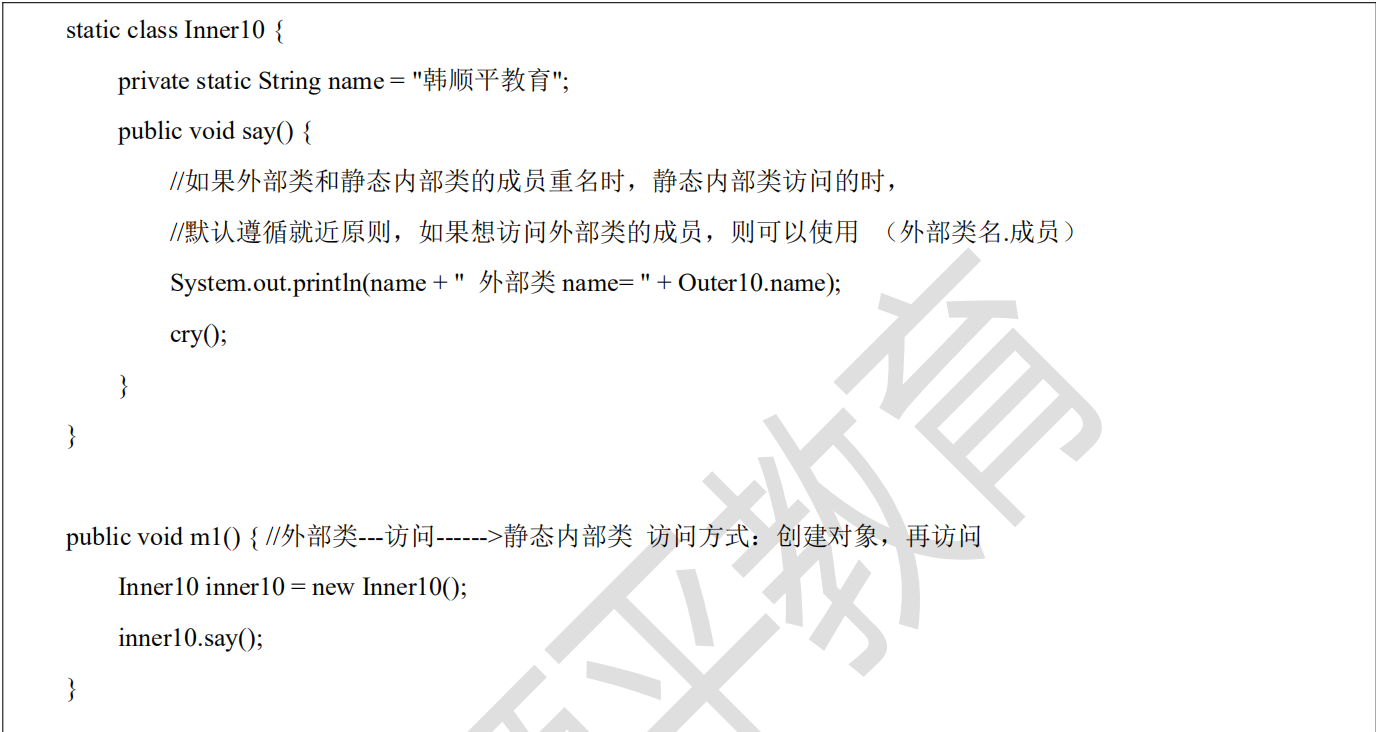 static class Inner10 {
private static String name = "韩顺平教育";
public void say() {
//如果外部类和静态内部类的成员重名时，静态内部类访问的时，
//默认遵循就近原则，如果想访问外部类的成员，则可以使用 （外部类名.成员）
System.out.println(name + " 外部类 name= " + Outer10.name);
cry();
}
}
public void m1() { //外部类---访问------>静态内部类 访问方式：创建对象，再访问
Inner10 inner10 = new Inner10();
inner10.say();
}
平教育